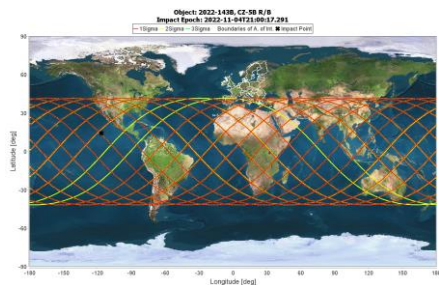 Object: 2022-143B, CZ-5B R/B
Impact Epoch: 2022-11-04T21:00:17.291
1Sigma 2Sigma 3Sigma Boundaries of A. of Int. Impact Point
90
60
30
0
-30
-60
-90
Latitude [deg]
-180 -150 -120 -90 -60 -30 0 30 60 90 120 150 180
Longitude [deg]